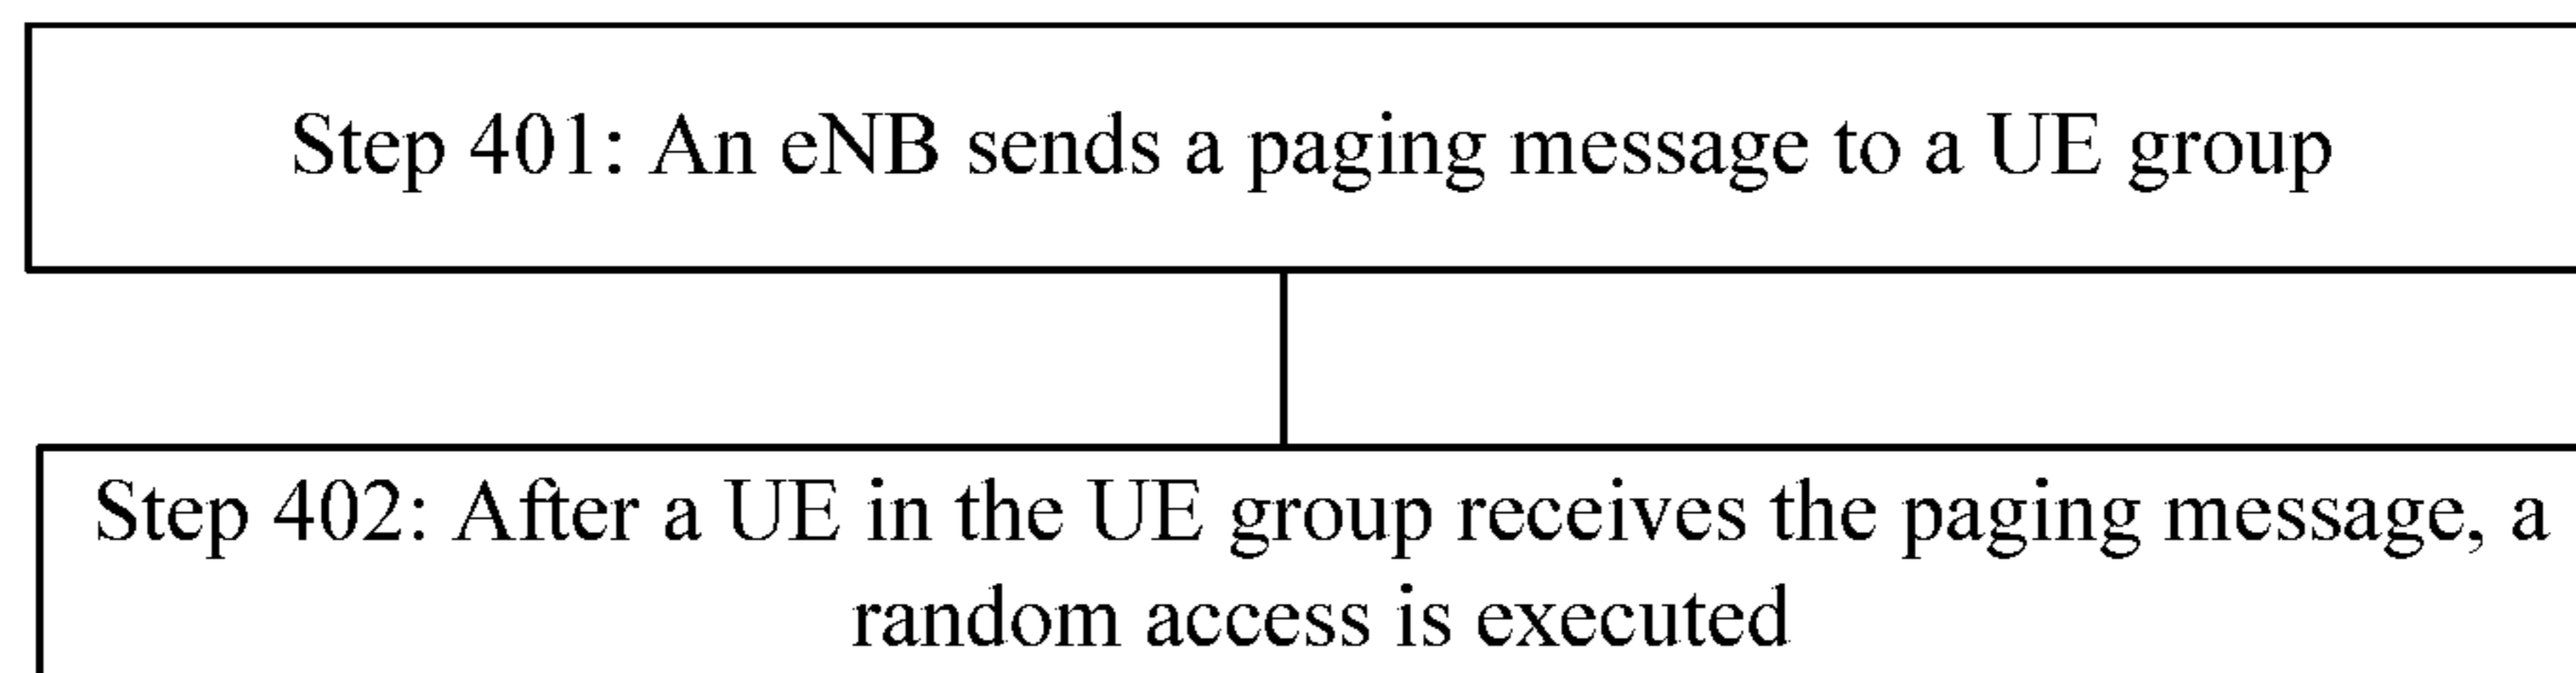 Step 401: An eNB sends a paging message to a UE group
Step 402: After a UE in the UE group receives the paging message, a
random access is executed